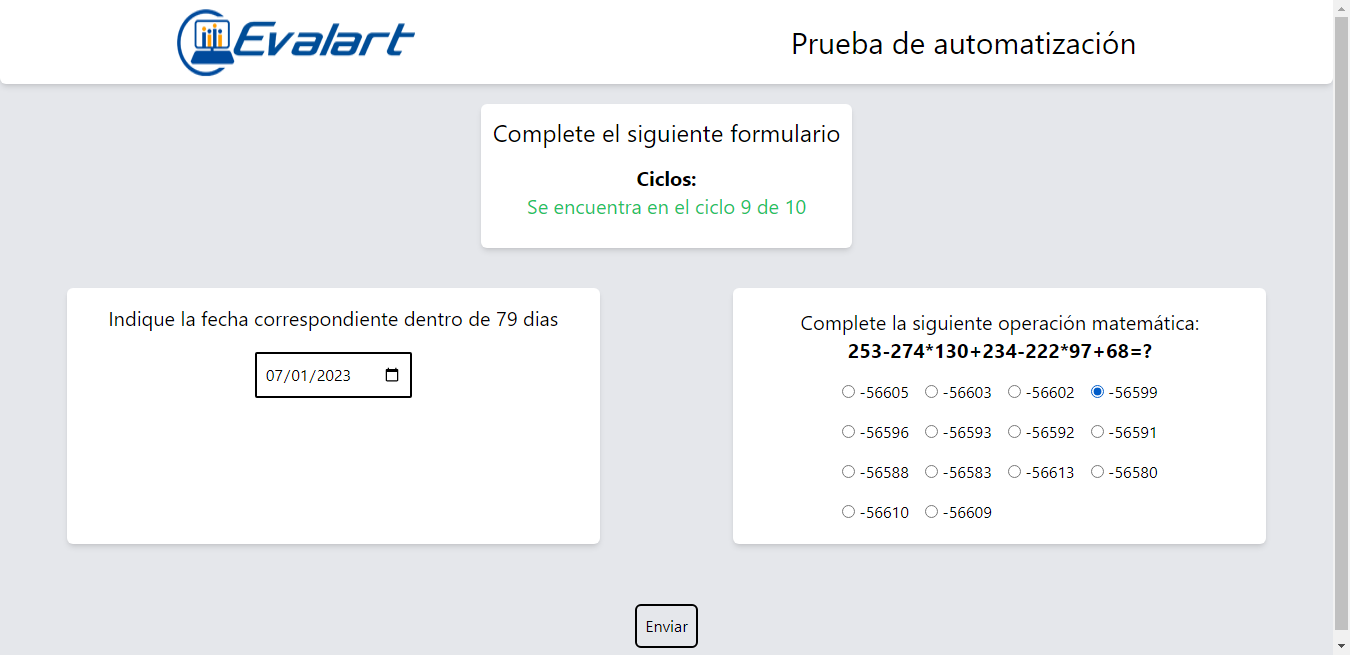 Evalart
Prueba de automatización
Complete el siguiente formulario
Ciclos:
Se encuentra en el ciclo 9 de 10
Indique la fecha correspondiente dentro de 79 dias
07/01/2023
Complete la siguiente operación matemática:
253-274*130+234-222*97+68=?
-56605 -56603 -56602 -56599
-56596 -56593 -56592 -56591
-56588 -56583 -56613 -56580
-56610 -56609
Enviar